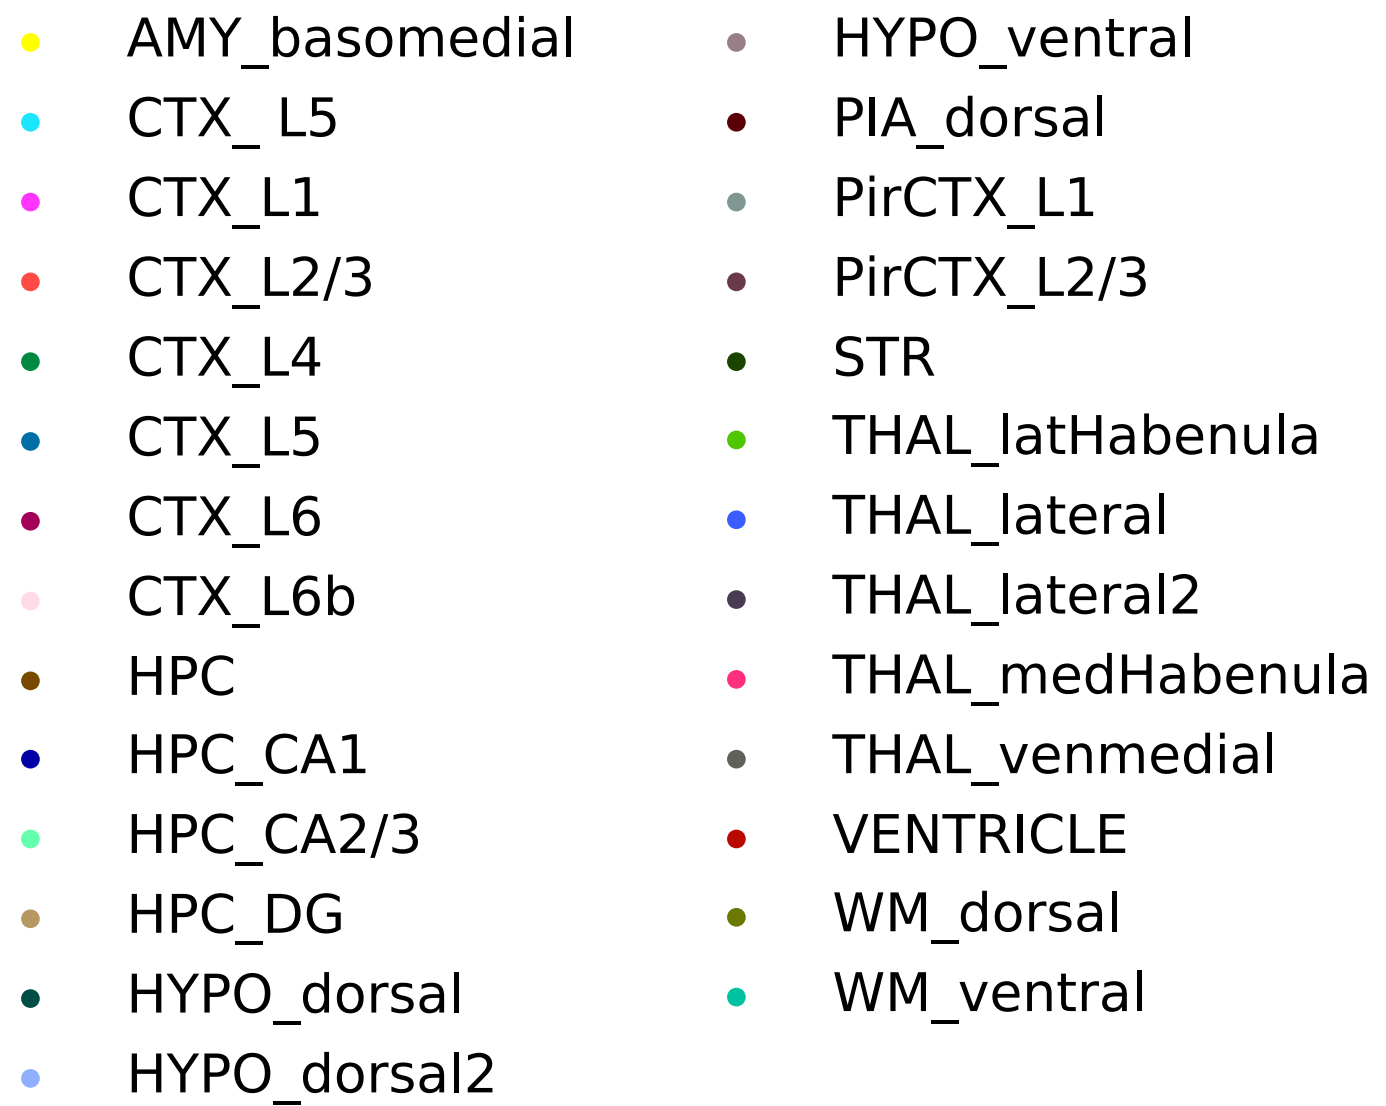 AMY_basomedial
CTX_ L5
CTX_L1
CTX_L2/3
CTX_L4
CTX_L5
CTX_L6
CTX_L6b
HPC
HPC_CA1
HPC_CA2/3
HPC_DG
HYPO_dorsal
HYPO_dorsal2
HYPO_ventral
PIA_dorsal
PirCTX_L1
PirCTX_L2/3
STR
THAL_latHabenula
THAL_lateral
THAL_lateral2
THAL_medHabenula
THAL_venmedial
VENTRICLE
WM_dorsal
WM_ventral